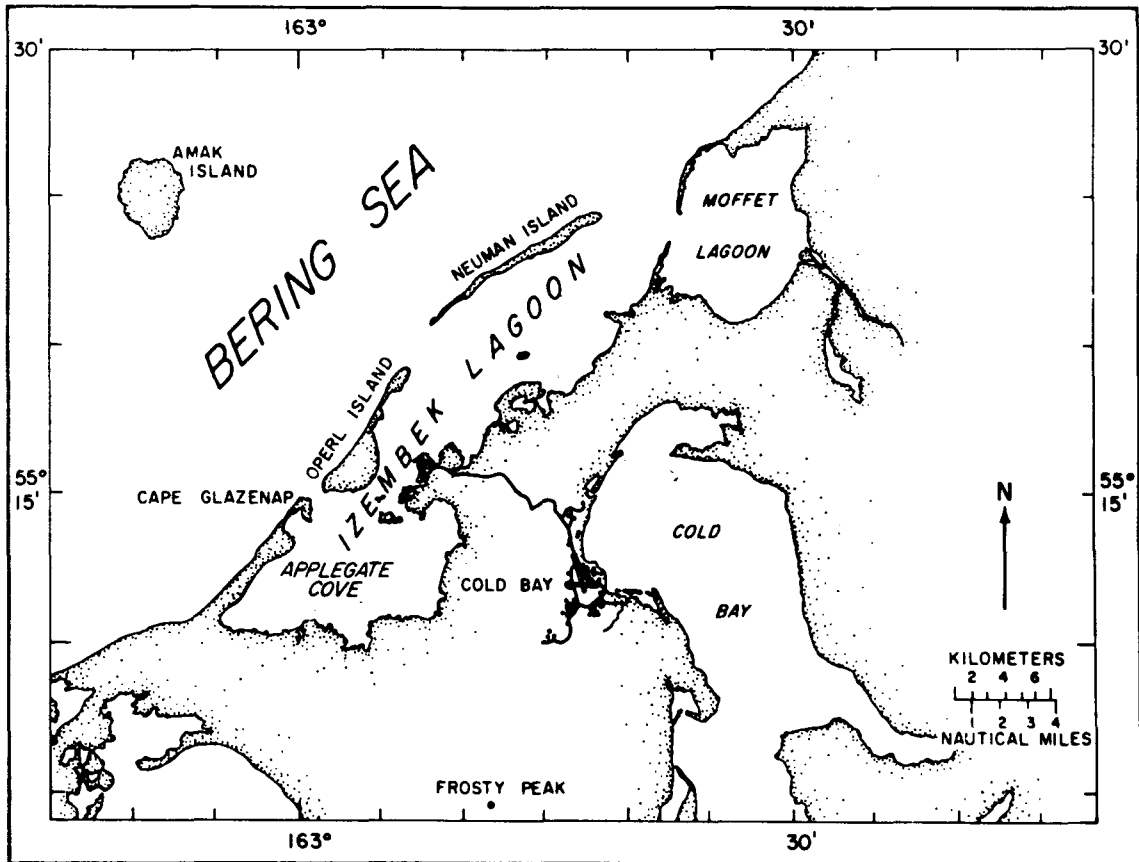 163°
30'
30'
30'
AMAK
ISLAND
BERING SEA
MOFFET
LAGOON
NEUMAN ISLAND
IZEMBEK LAGOON
OPERL ISLAND
55°
15'
55°
15'
CAPE GLAZENAP
N
APPLEGATE
COVE
COLD BAY
COLD
BAY
KILOMETERS
2 4 6
1 2 3 4
NAUTICAL MILES
FROSTY PEAK
163°
30'